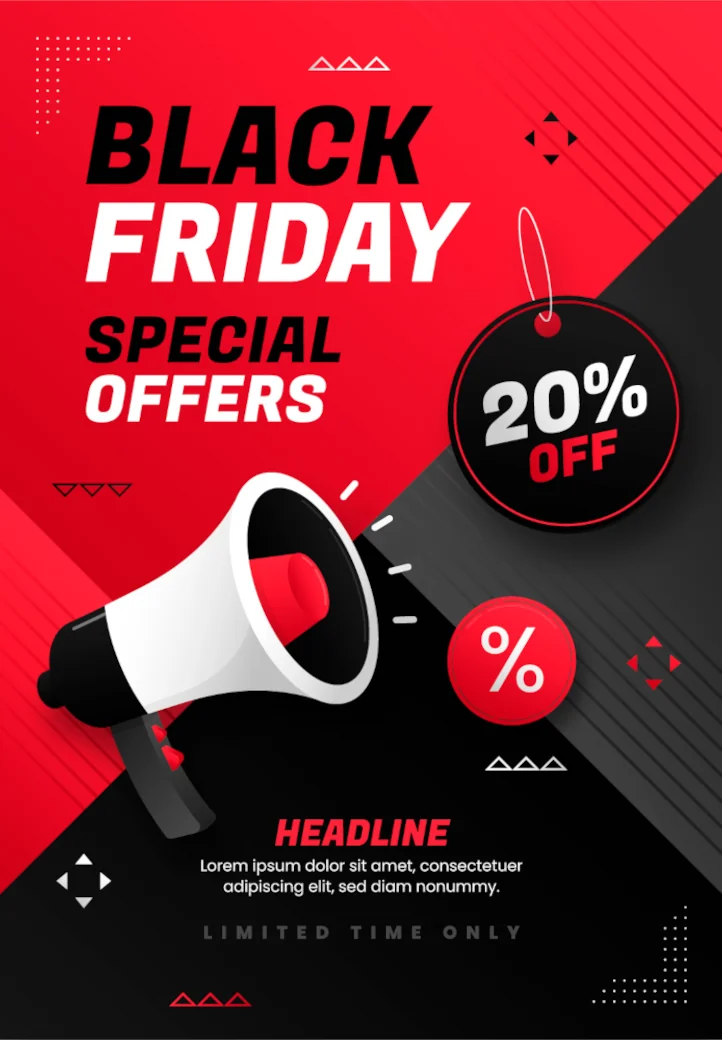 BLACK
FRIDAY
SPECIAL
OFFERS
20%
OFF
%
HEADLINE
Lorem ipsum dolor sit amet, consectetuer
adipiscing elit, sed diam nonummy.
LIMITED TIME ONLY